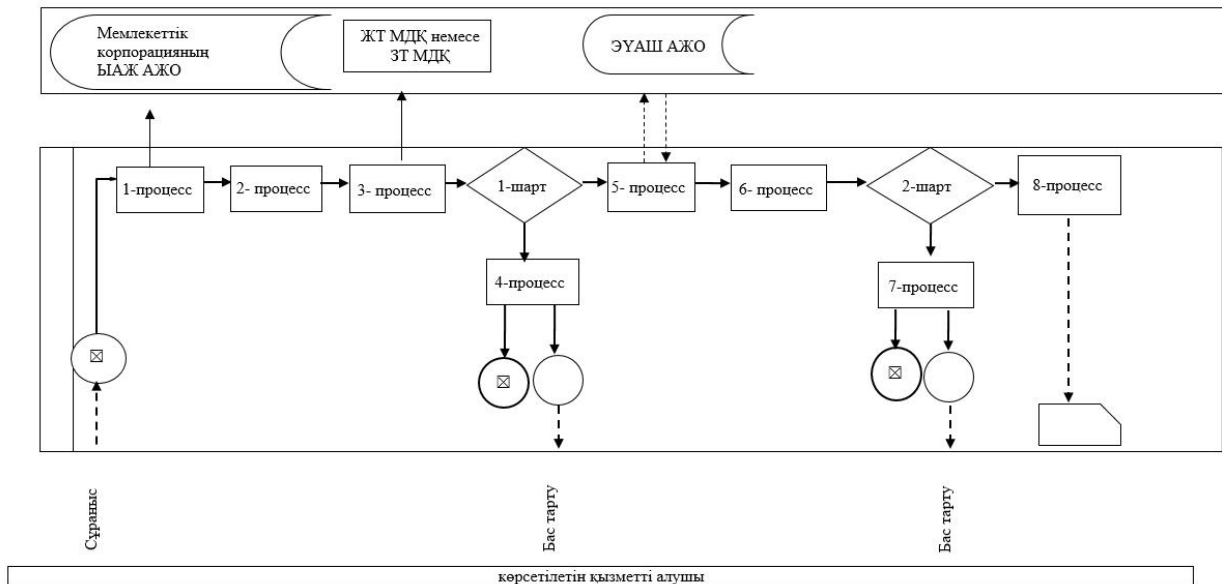 Мемлекеттік
корпорацияның
ЫАЖ АЖО
ЖТ МДҚ немесе
ЗТ МДҚ
ЭҮАШ АЖО
1-процесс
2- процесс
3- процесс
1-шарт
5- процесс
6- процесс
2-шарт
8-процесс
4-процесс
7-процесс
Сұраныс
Бас тарту
Бас тарту
көрсетілетін қызметті алушы